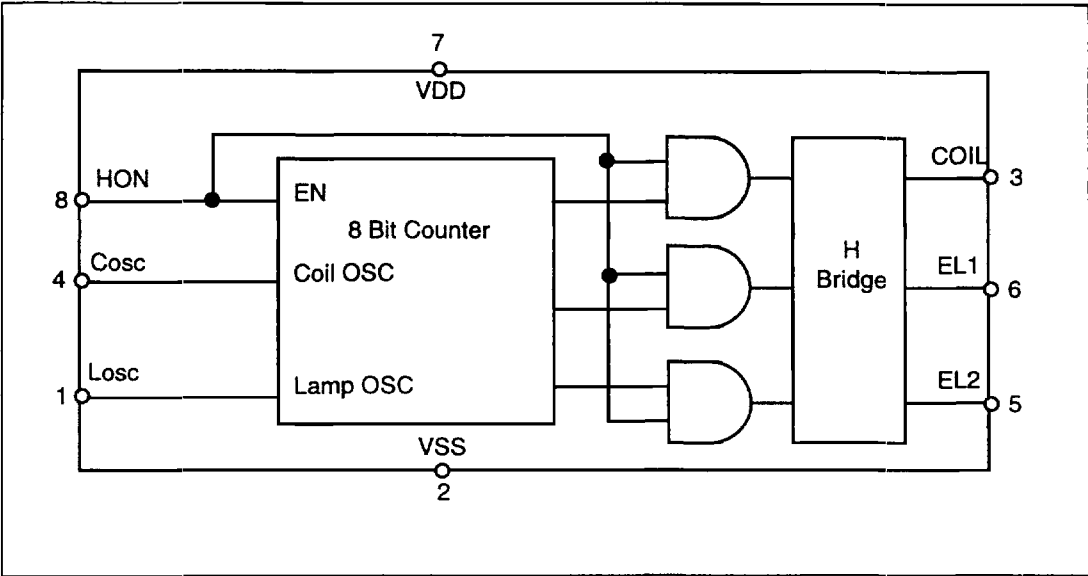 7
VDD
HON
8
EN
8 Bit Counter
Cosc
4
Coil OSC
Losc
1
Lamp OSC
H
Bridge
COIL
3
EL1
6
EL2
5
VSS
2